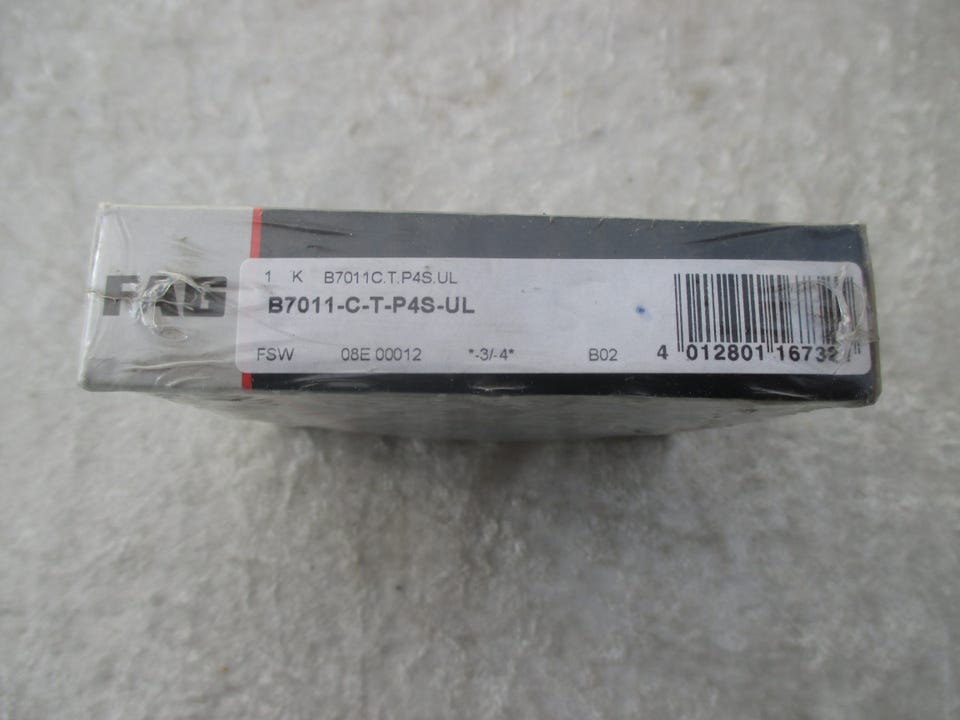 FAG
1 K B7011C.T.P4S.UL
B7011-C-T-P4S-UL
FSW 08E 00012 *-3/-4* B02
4 012801 16732